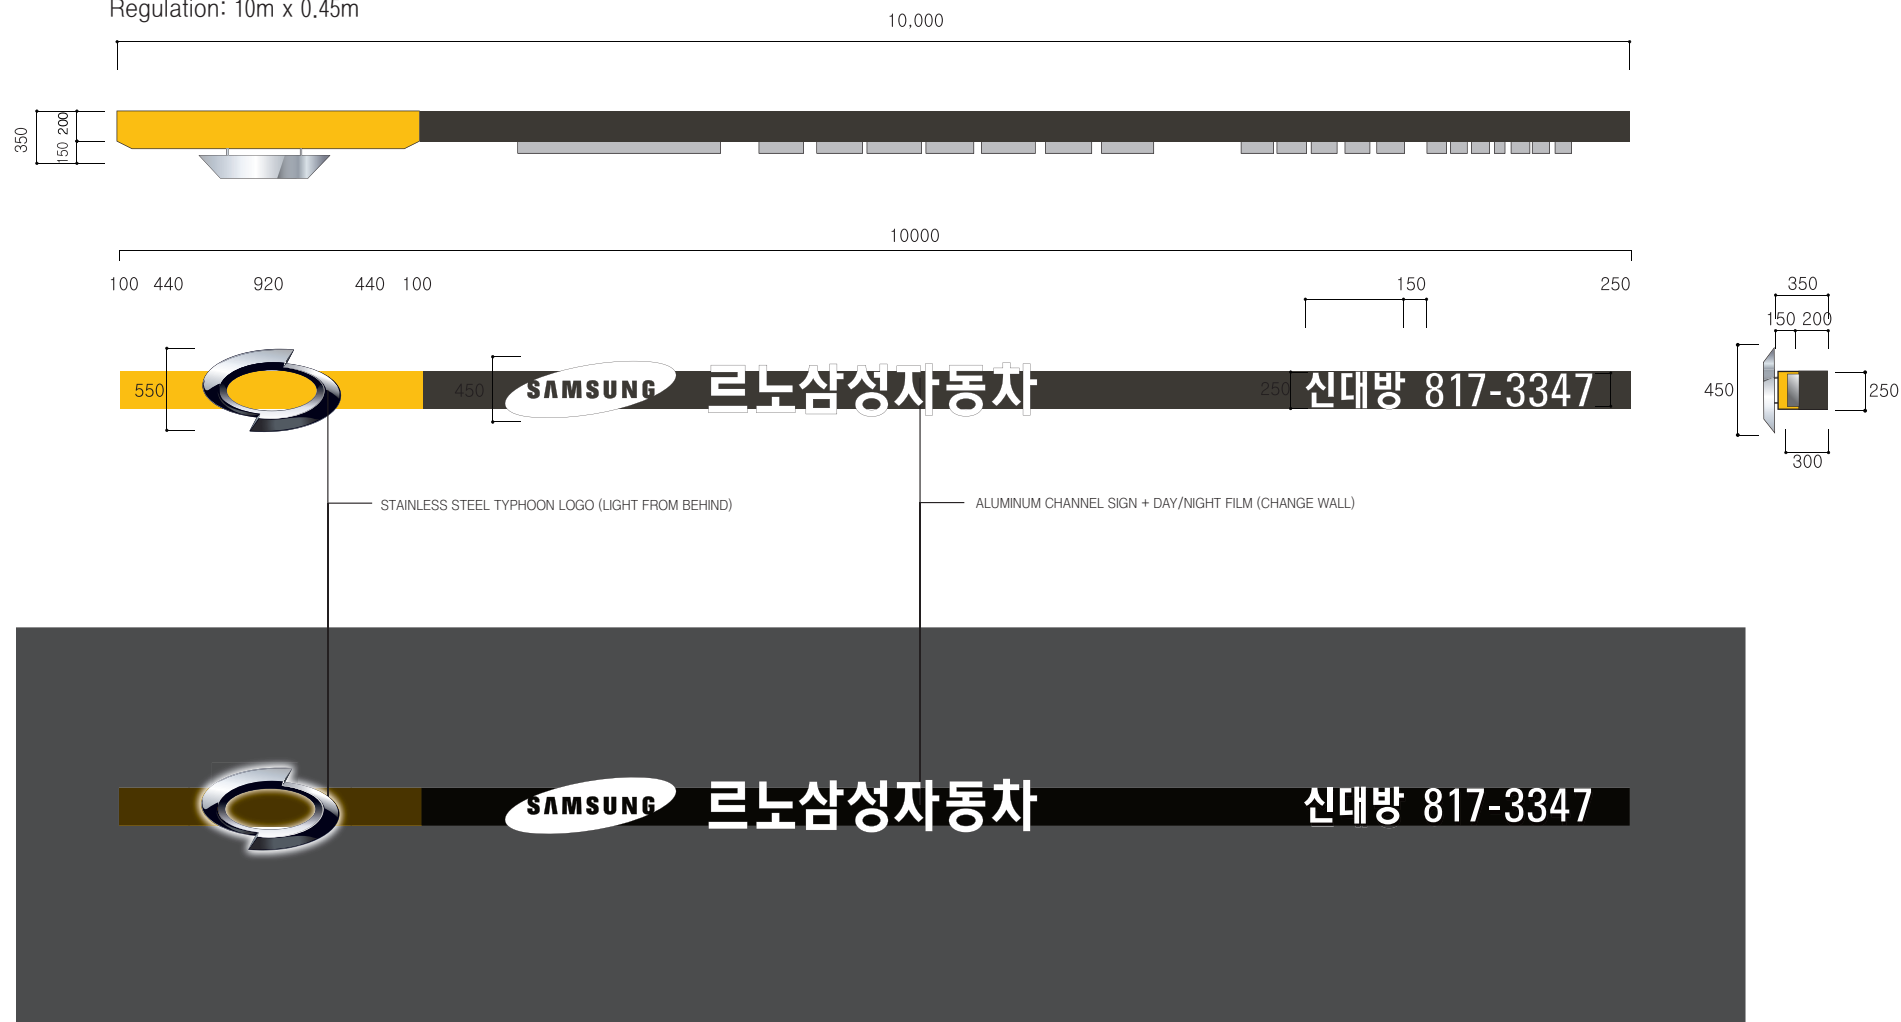 Regulation: 10m x 0.45m
10,000
350
200
150
10000
100 440 920 440 100 150 250
350
150 200
550
450
SAMSUNG
르노삼성자동차
250
신대방 817-3347
450
250
300
STAINLESS STEEL TYPHOON LOGO (LIGHT FROM BEHIND)
ALUMINUM CHANNEL SIGN + DAY/NIGHT FILM (CHANGE WALL)
SAMSUNG
르노삼성자동차
신대방 817-3347